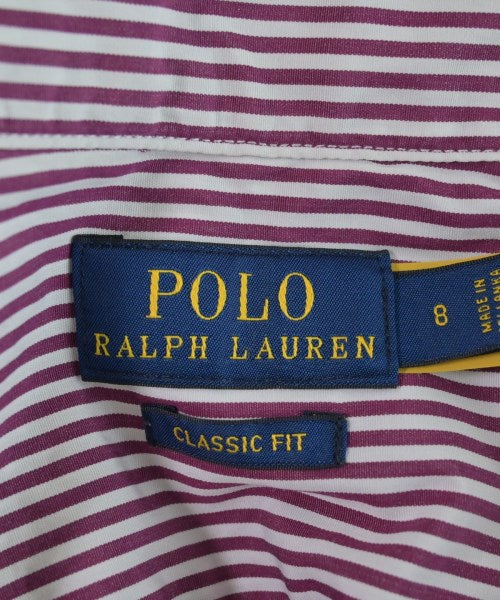 POLO
RALPH LAUREN
8
MADE IN
CLASSIC FIT